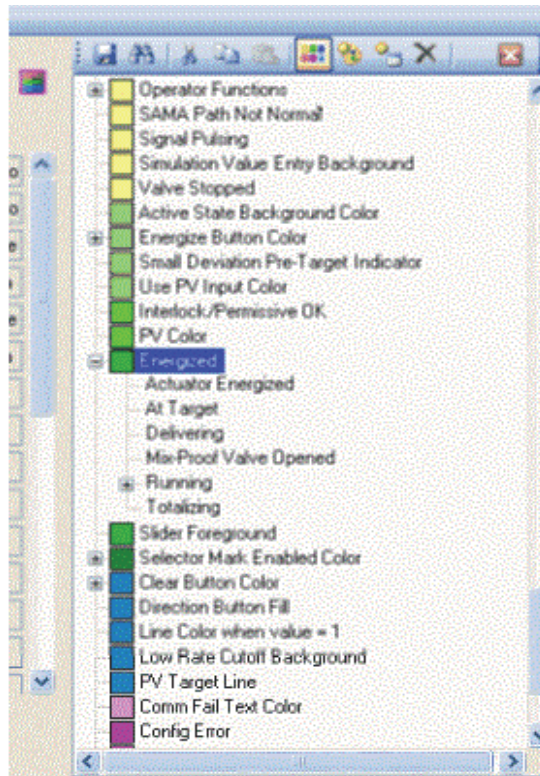 Operator Functions
SAMA Path Not Normal
Signal Pulsing
Simulation Value Entry Background
Valve Stopped
Active State Background Color
Energize Button Color
Small Deviation Pre-Target Indicator
Use PV Input Color
Interlock/Permissive OK
PV Color
Energized
Actuator Energized
At Target
Delivering
Mix-Proof Valve Opened
Running
Totalizing
Slider Foreground
Selector Mark Enabled Color
Clear Button Color
Direction Button Fill
Line Color when value = 1
Low Rate Cutoff Background
PV Target Line
Comm Fail Text Color
Config Error